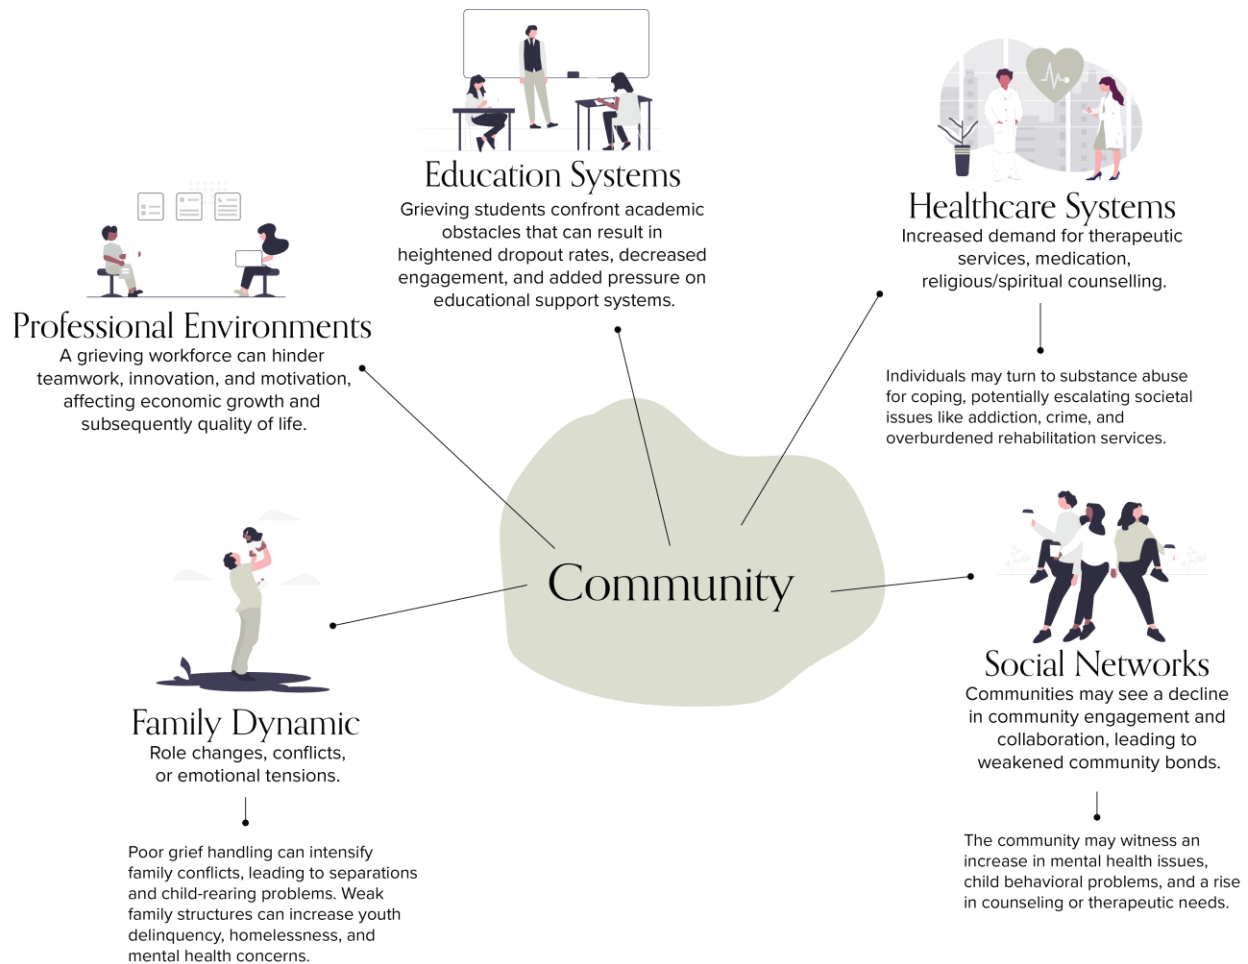 Education Systems
Grieving students confront academic
obstacles that can result in
heightened dropout rates, decreased
engagement, and added pressure on
educational support systems.
Healthcare Systems
Increased demand for therapeutic
services, medication,
religious/spiritual counselling.
Individuals may turn to substance abuse
for coping, potentially escalating societal
issues like addiction, crime, and
overburdened rehabilitation services.
Professional Environments
A grieving workforce can hinder
teamwork, innovation, and motivation,
affecting economic growth and
subsequently quality of life.
Community
Family Dynamic
Role changes, conflicts,
or emotional tensions.
Poor grief handling can intensify
family conflicts, leading to separations
and child-rearing problems. Weak
family structures can increase youth
delinquency, homelessness, and
mental health concerns.
Social Networks
Communities may see a decline
in community engagement and
collaboration, leading to
weakened community bonds.
The community may witness an
increase in mental health issues,
child behavioral problems, and a rise
in counseling or therapeutic needs.